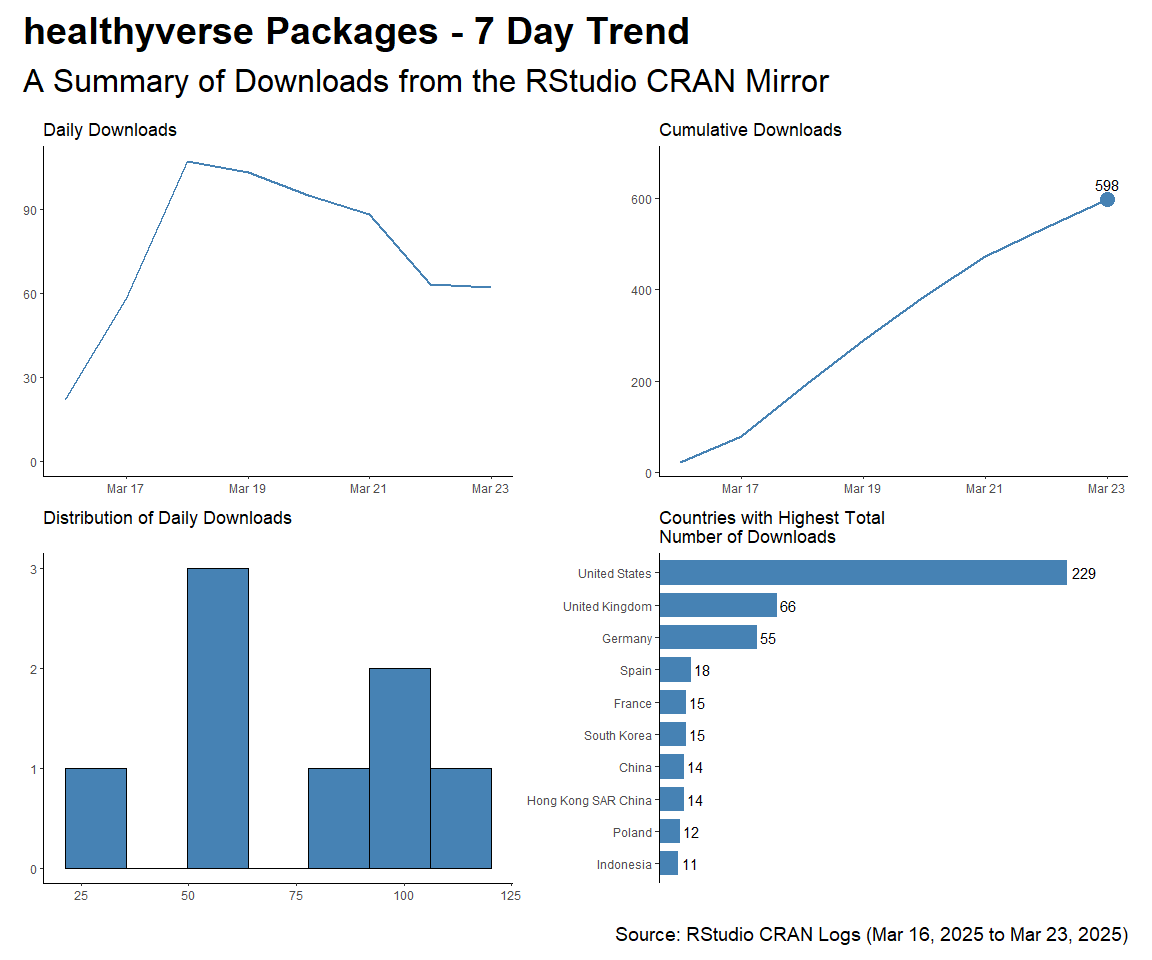 healthyverse Packages - 7 Day Trend
A Summary of Downloads from the RStudio CRAN Mirror
Daily Downloads
90
60
30
0
Mar 17 Mar 19 Mar 21 Mar 23
Cumulative Downloads
598
600
400
200
0
Mar 17 Mar 19 Mar 21 Mar 23
Distribution of Daily Downloads
3
2
1
0
25 50 75 100 125
Countries with Highest Total
Number of Downloads
United States 229
United Kingdom 66
Germany 55
Spain 18
France 15
South Korea 15
China 14
Hong Kong SAR China 14
Poland 12
Indonesia 11
Source: RStudio CRAN Logs (Mar 16, 2025 to Mar 23, 2025)